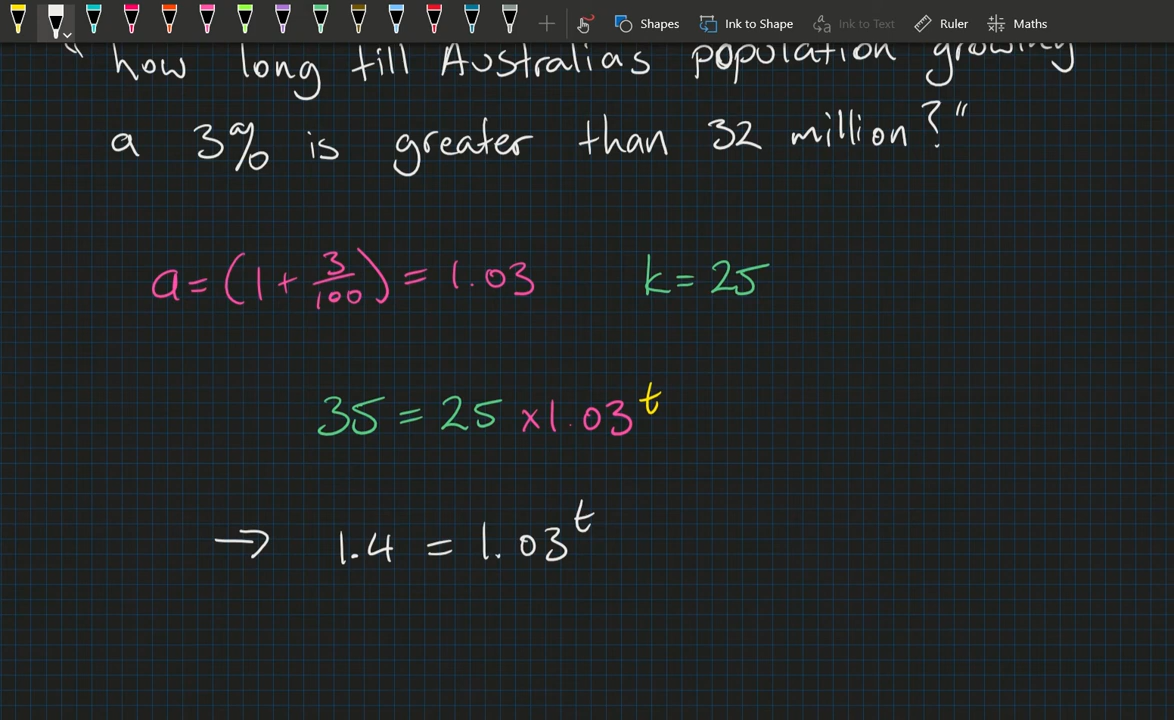 Shapes Ink to Shape Ink to Text Ruler Maths
" how long till Australias population growing
a 3% is greater than 32 million?"
a = (1 + 3/100) = 1.03 k = 25
35 = 25 × 1.03^t
→ 1.4 = 1.03^t